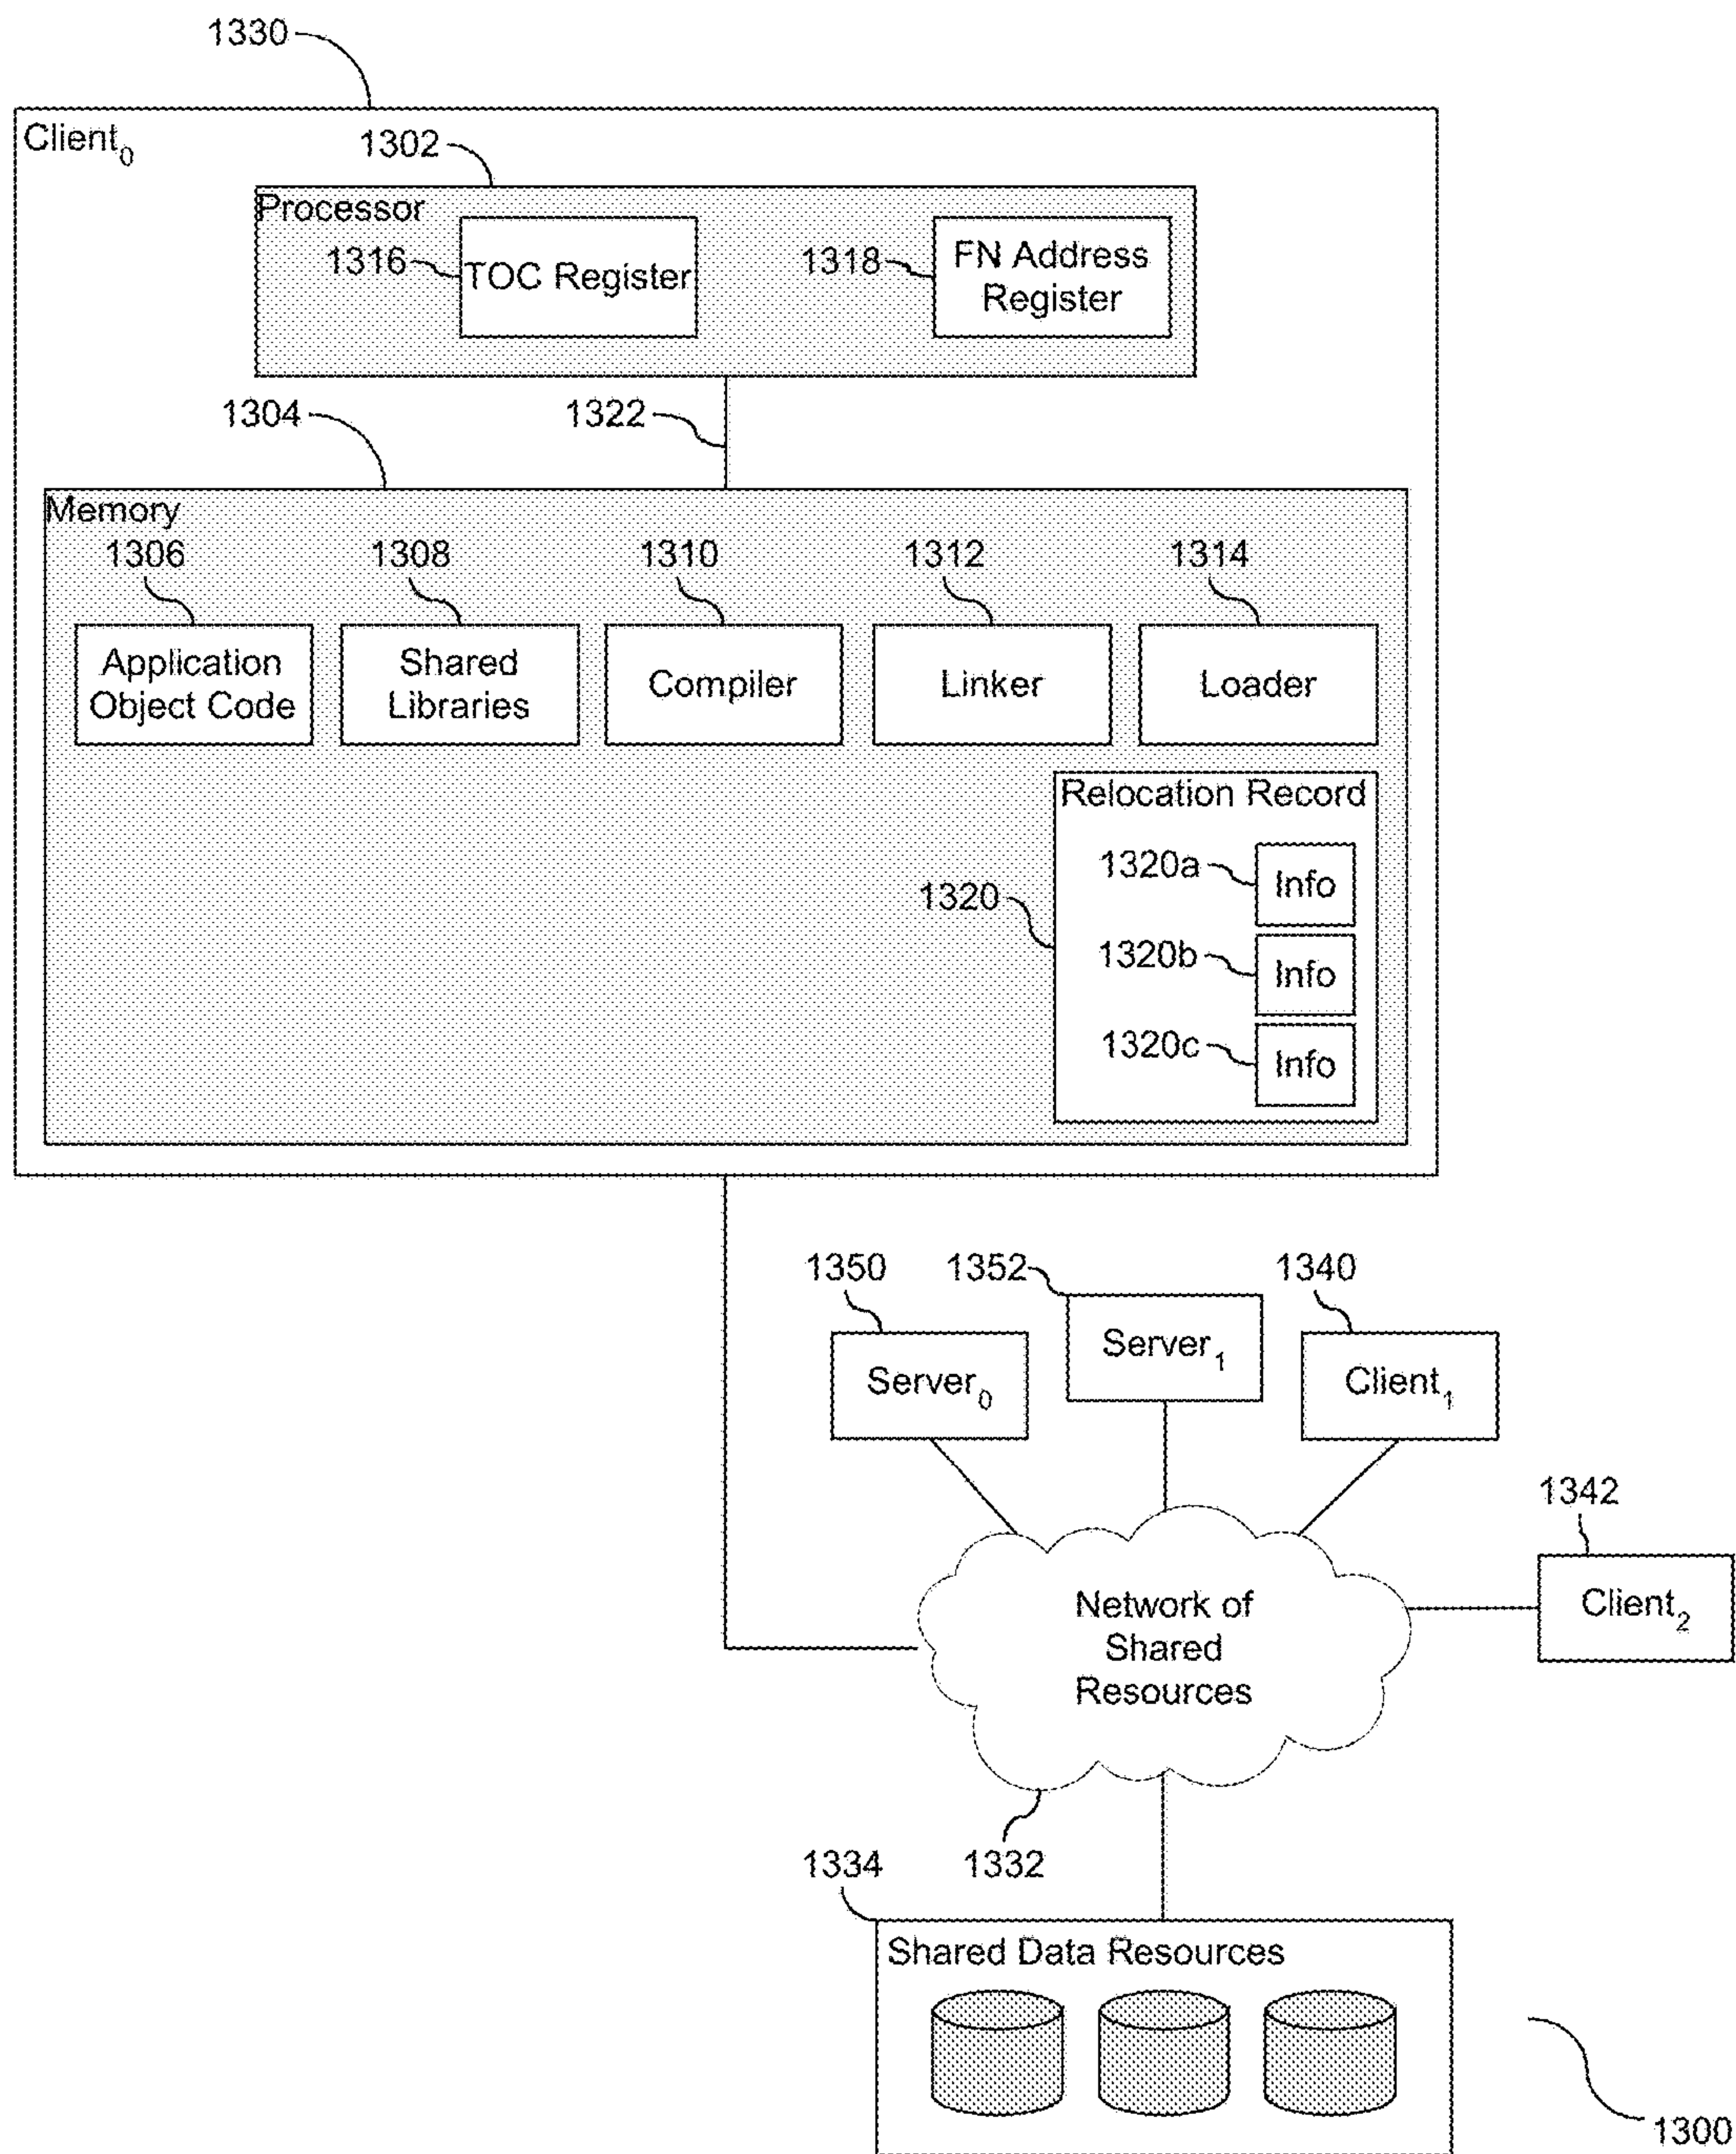 1330
Client0
1302
Processor
1316
TOC Register
1318
FN Address
Register
1304
1322
Memory
1306
1308
1310
1312
1314
Application
Object Code
Shared
Libraries
Compiler
Linker
Loader
Relocation Record
1320
1320a
Info
1320b
Info
1320c
Info
1350
1352
1340
Server0
Server1
Client1
1342
Client2
Network of
Shared
Resources
1334
1332
Shared Data Resources
1300